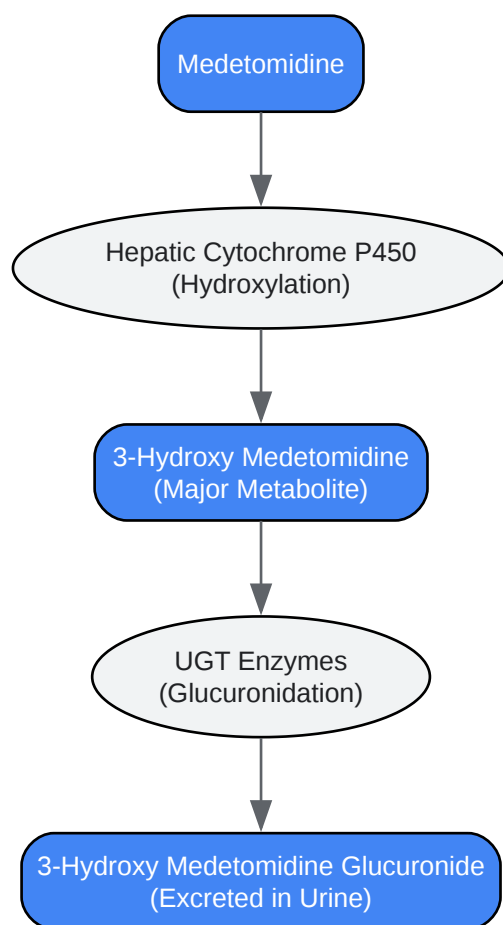 Medetomidine
Hepatic Cytochrome P450
(Hydroxylation)
3-Hydroxy Medetomidine
(Major Metabolite)
UGT Enzymes
(Glucuronidation)
3-Hydroxy Medetomidine Glucuronide
(Excreted in Urine)